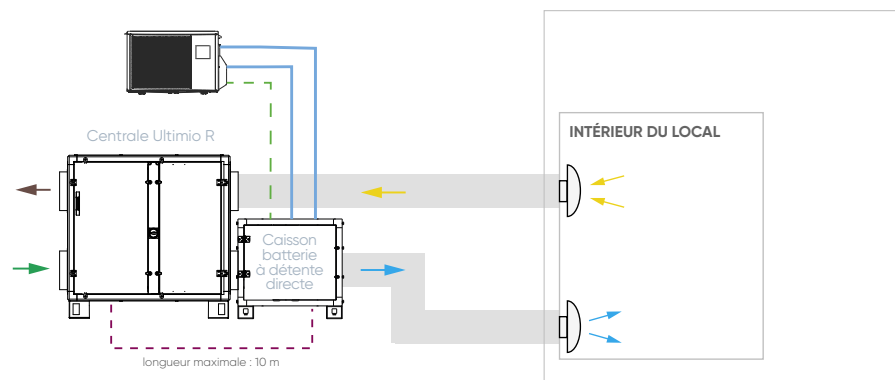 Centrale Ultimio R
INTÉRIEUR DU LOCAL
Caisson
batterie
à détente
directe
longueur maximale : 10 m